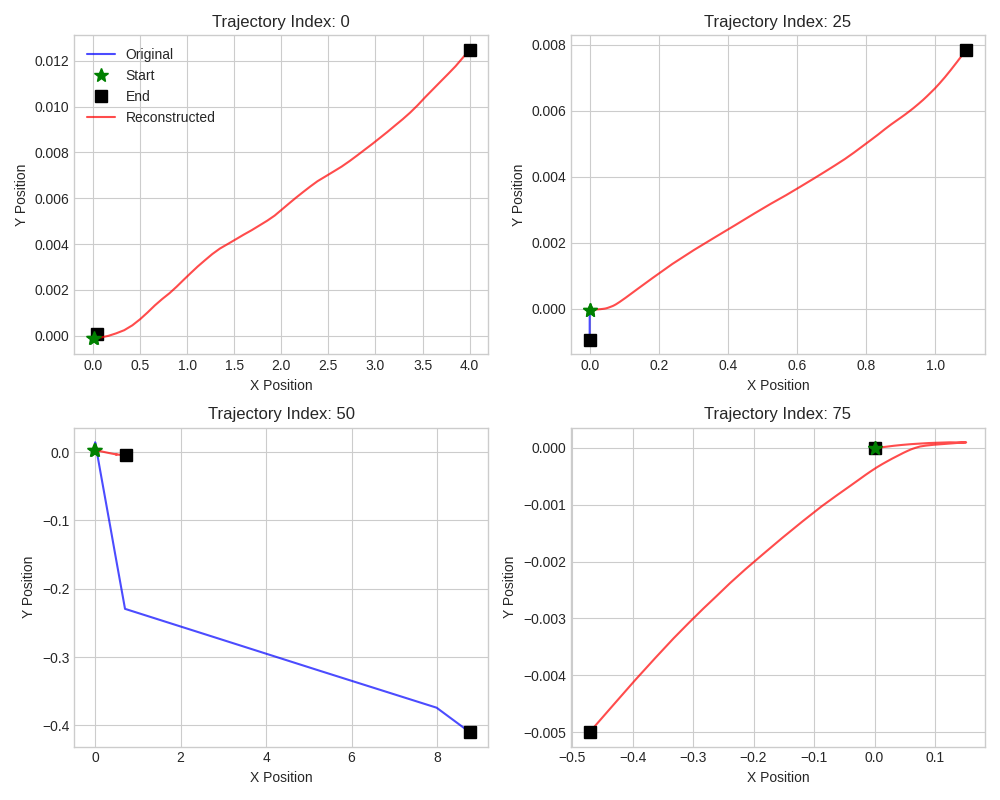 Trajectory Index: 0
Original
Start
End
Reconstructed
0.012
0.010
0.008
0.006
0.004
0.002
0.000
Y Position
0.0 0.5 1.0 1.5 2.0 2.5 3.0 3.5 4.0
X Position
Trajectory Index: 25
0.008
0.006
0.004
0.002
0.000
Y Position
0.0 0.2 0.4 0.6 0.8 1.0
X Position
Trajectory Index: 50
0.0
−0.1
−0.2
−0.3
−0.4
Y Position
0 2 4 6 8
X Position
Trajectory Index: 75
0.000
−0.001
−0.002
−0.003
−0.004
−0.005
Y Position
−0.5 −0.4 −0.3 −0.2 −0.1 0.0 0.1
X Position